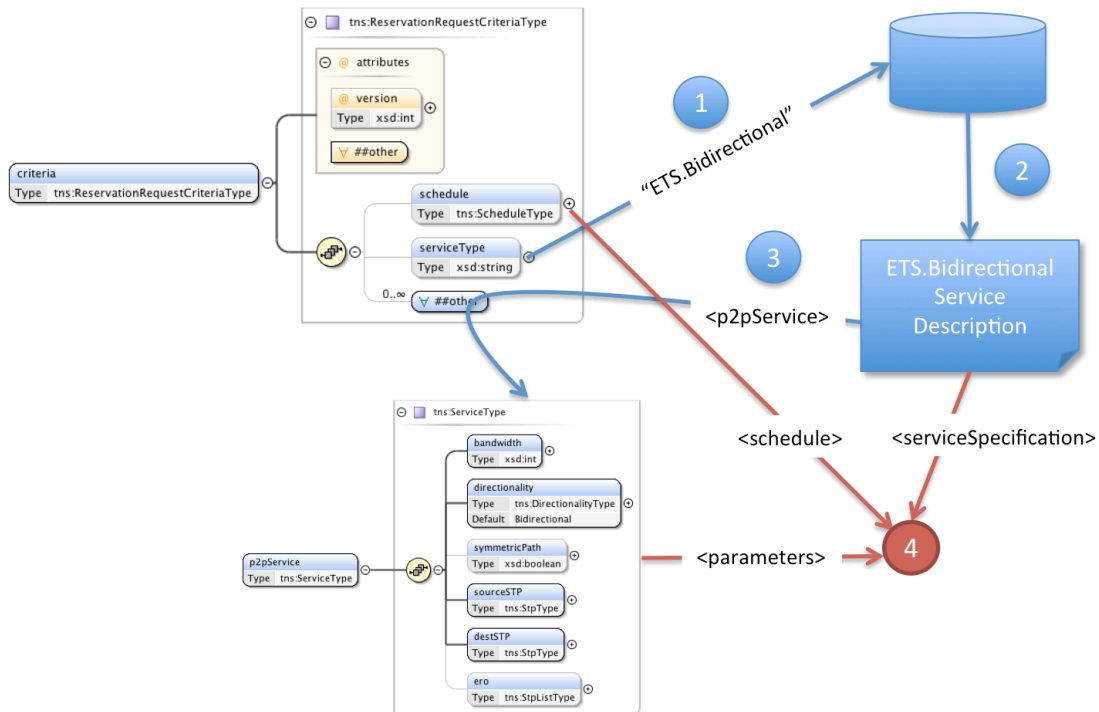 tns:ReservationRequestCriteriaType
@ attributes
@ version
Type xsd:int
∀ ##other
criteria
Type tns:ReservationRequestCriteriaType
schedule
Type tns:ScheduleType
serviceType
Type xsd:string
0..∞
∀ ##other
1
"ETS.Bidirectional"
2
3
<p2pService>
ETS.Bidirectional
Service
Description
tns:ServiceType
bandwidth
Type xsd:int
directionality
Type tns:DirectionalityType
Default Bidirectional
symmetricPath
Type xsd:boolean
sourceSTP
Type tns:StpType
destSTP
Type tns:StpType
ero
Type tns:StpListType
p2pService
Type tns:ServiceType
<schedule>
<serviceSpecification>
<parameters>
4